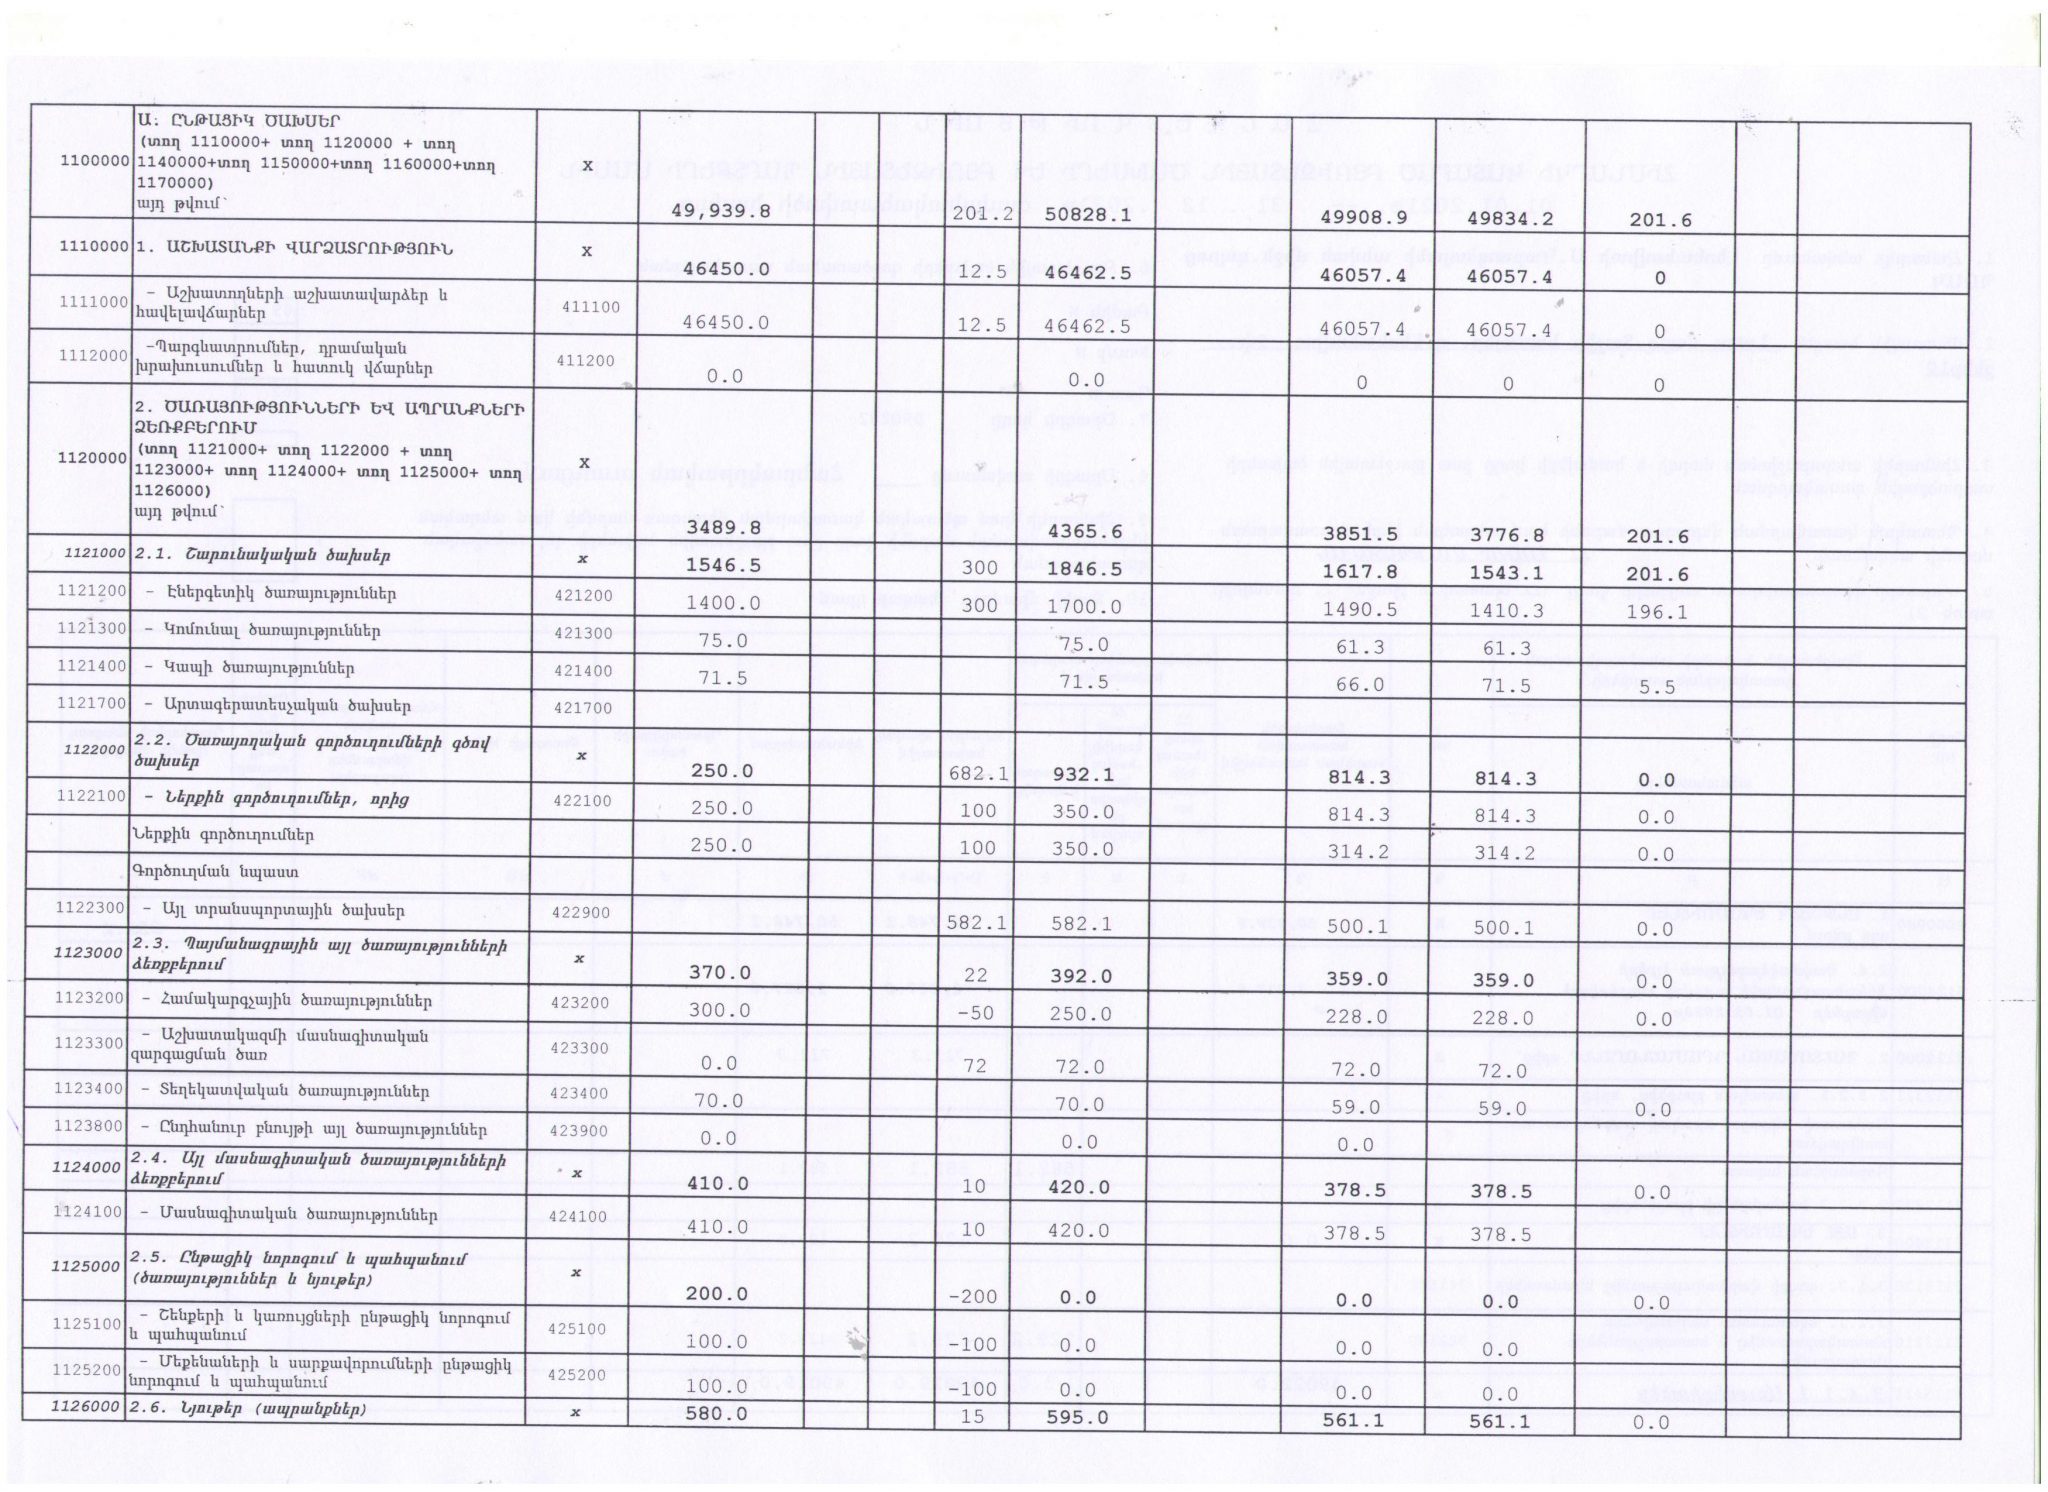 Ա. ԸՆԹԱՑԻԿ ԾԱԽՍԵՐ
(տող 1110000+ տող 1120000 + տող
1100000 1140000+տող 1150000+տող 1160000+տող x
1170000)
այդ թվում՝ 49,939.8 201.2 50828.1 49908.9 49834.2 201.6
1110000 1. ԱՇԽԱՏԱՆՔԻ ՎԱՐՁԱՏՐՈՒԹՅՈՒՆ x 46450.0 12.5 46462.5 46057.4 46057.4 0
1111000 – Աշխատողների աշխատավարձեր և
հավելավճարներ 411100 46450.0 12.5 46462.5 46057.4 46057.4 0
1112000 –Պարգևատրումներ, դրամական
խրախուսումներ և հատուկ վճարներ 411200 0.0 0.0 0 0 0
2. ԾԱՌԱՅՈՒԹՅՈՒՆՆԵՐԻ ԵՎ ԱՊՐԱՆՔՆԵՐԻ
ՁԵՌՔԲԵՐՈՒՄ
(տող 1121000+ տող 1122000 + տող
1120000 1123000+ տող 1124000+ տող 1125000+ տող x
1126000)
այդ թվում՝ 3489.8 4365.6 3851.5 3776.8 201.6
1121000 2.1. Շարունակական ծախսեր x 1546.5 300 1846.5 1617.8 1543.1 201.6
1121200 – Էներգետիկ ծառայություններ 421200 1400.0 300 1700.0 1490.5 1410.3 196.1
1121300 – Կոմունալ ծառայություններ 421300 75.0 75.0 61.3 61.3
1121400 – Կապի ծառայություններ 421400 71.5 71.5 66.0 71.5 5.5
1121700 – Արտագերատեսչական ծախսեր 421700
1122000 2.2. Ծառայողական գործուղումների գծով
ծախսեր x 250.0 682.1 932.1 814.3 814.3 0.0
1122100 – Ներքին գործուղումներ, որից 422100 250.0 100 350.0 814.3 814.3 0.0
Ներքին գործուղումներ 250.0 100 350.0 314.2 314.2 0.0
Գործուղման նպաստ
1122300 – Այլ տրանսպորտային ծախսեր 422900 582.1 582.1 500.1 500.1 0.0
1123000 2.3. Պայմանագրային այլ ծառայությունների
ձեռքբերում x 370.0 22 392.0 359.0 359.0 0.0
1123200 – Համակարգչային ծառայություններ 423200 300.0 -50 250.0 228.0 228.0 0.0
1123300 – Աշխատակազմի մասնագիտական
զարգացման ծառ 423300 0.0 72 72.0 72.0 72.0
1123400 – Տեղեկատվական ծառայություններ 423400 70.0 70.0 59.0 59.0 0.0
1123800 – Ընդհանուր բնույթի այլ ծառայություններ 423900 0.0 0.0 0.0
1124000 2.4. Այլ մասնագիտական ծառայությունների
ձեռքբերում x 410.0 10 420.0 378.5 378.5 0.0
1124100 – Մասնագիտական ծառայություններ 424100 410.0 10 420.0 378.5 378.5
1125000 2.5. Ընթացիկ նորոգում և պահպանում
(ծառայություններ և նյութեր) x 200.0 -200 0.0 0.0 0.0 0.0
1125100 – Շենքերի և կառույցների ընթացիկ նորոգում
և պահպանում 425100 100.0 -100 0.0 0.0 0.0
1125200 – Մեքենաների և սարքավորումների ընթացիկ
նորոգում և պահպանում 425200 100.0 -100 0.0 0.0 0.0
1126000 2.6. Նյութեր (ապրանքներ) x 580.0 15 595.0 561.1 561.1 0.0